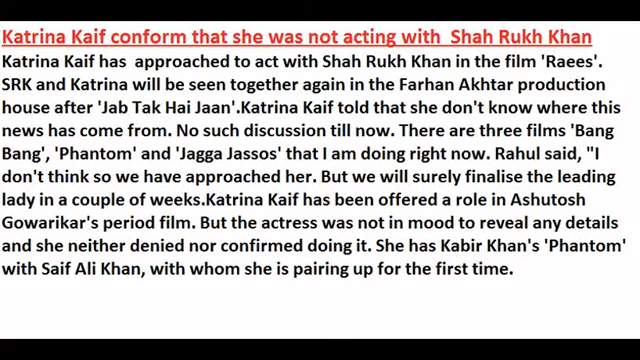 Katrina Kaif conform that she was not acting with  Shah Rukh Khan
Katrina Kaif has  approached to act with Shah Rukh Khan in the film 'Raees'.
SRK and Katrina will be seen together again in the Farhan Akhtar production
house after 'Jab Tak Hai Jaan'.Katrina Kaif told that she don't know where this
news has come from. No such discussion till now. There are three films 'Bang
Bang', 'Phantom' and 'Jagga Jassos' that I am doing right now. Rahul said, "I
don't think so we have approached her. But we will surely finalise the leading
lady in a couple of weeks.Katrina Kaif has been offered a role in Ashutosh
Gowarikar's period film. But the actress was not in mood to reveal any details
and she neither denied nor confirmed doing it. She has Kabir Khan's 'Phantom'
with Saif Ali Khan, with whom she is pairing up for the first time.